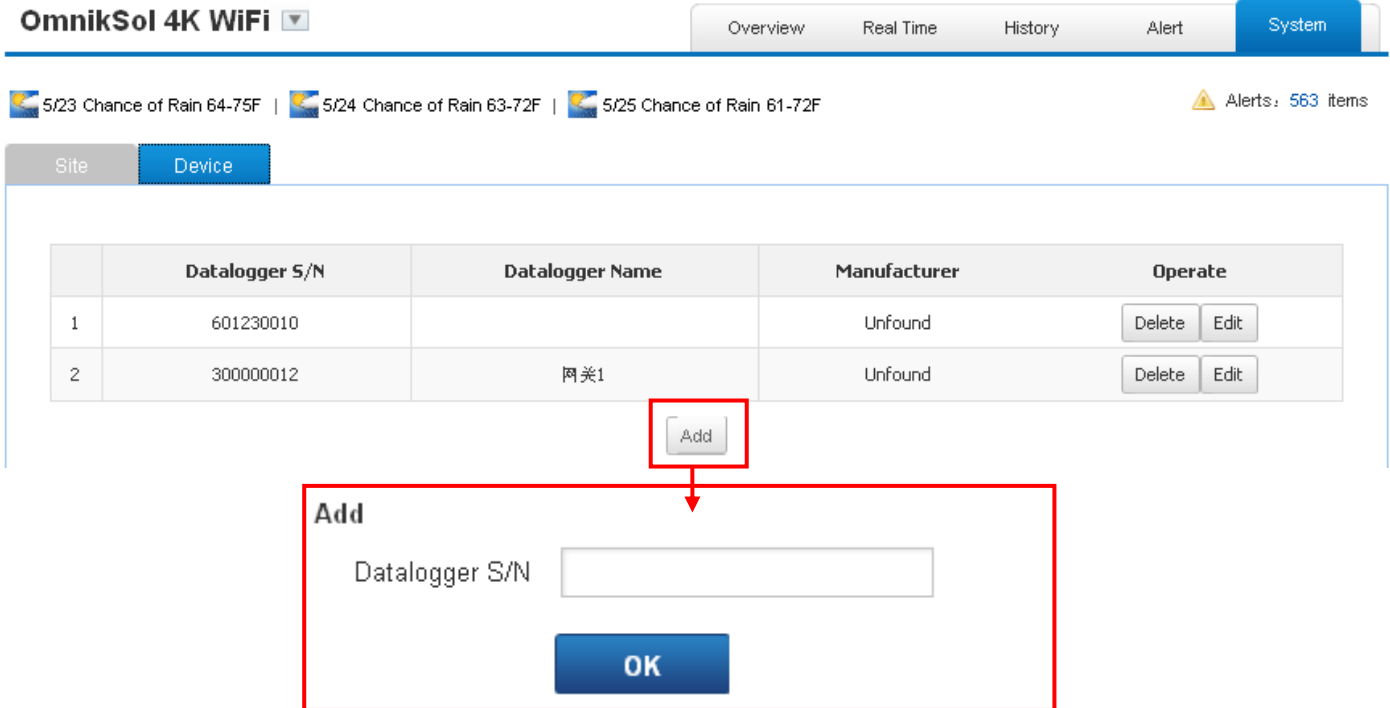 OmnikSol 4K WiFi
Overview Real Time History Alert System
5/23 Chance of Rain 64-75F | 5/24 Chance of Rain 63-72F | 5/25 Chance of Rain 61-72F
Alerts: 563 items
Site Device
Datalogger S/N Datalogger Name Manufacturer Operate
1 601230010 Unfound Delete Edit
2 300000012 网关1 Unfound Delete Edit
Add
Add
Datalogger S/N
OK